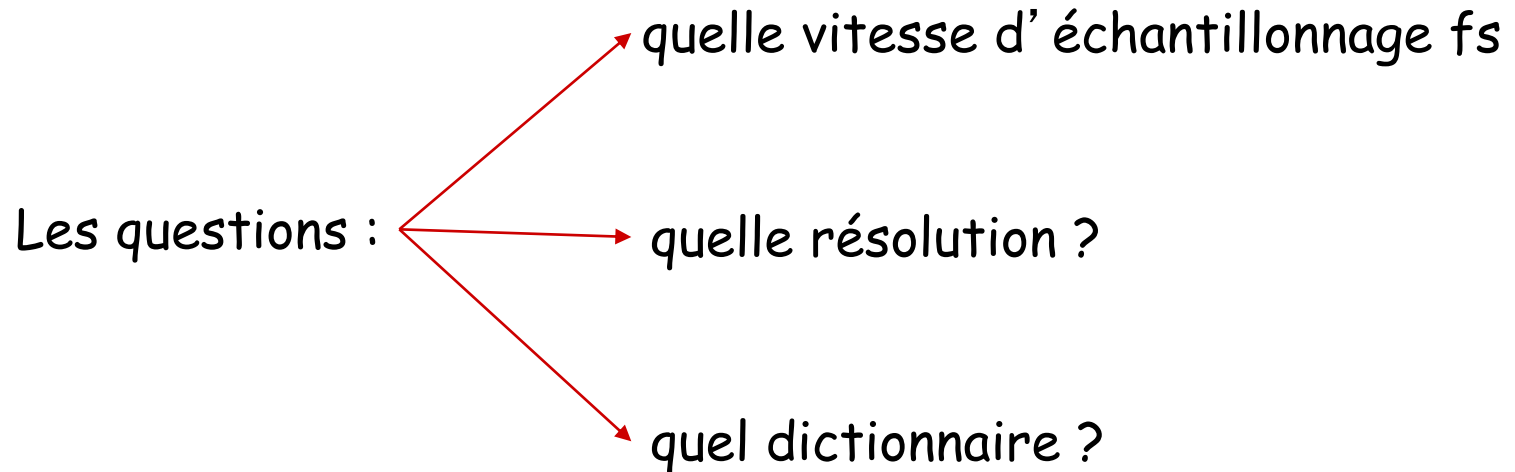 quelle vitesse d’ échantillonnage fs
Les questions :
quelle résolution ?
quel dictionnaire ?